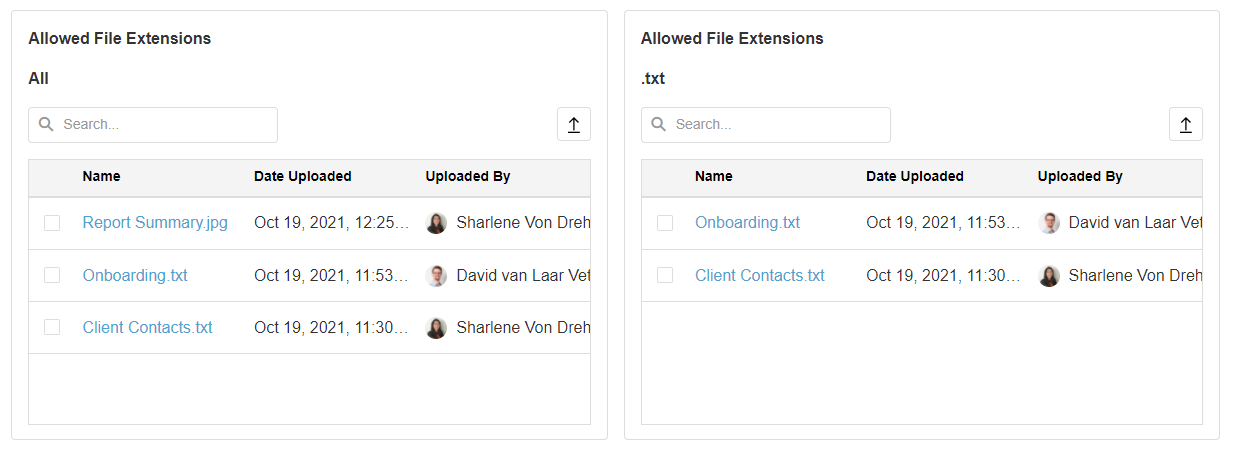 Allowed File Extensions
All
Search...
Name Date Uploaded Uploaded By
Report Summary.jpg Oct 19, 2021, 12:25... Sharlene Von Dreh
Onboarding.txt Oct 19, 2021, 11:53... David van Laar Vet
Client Contacts.txt Oct 19, 2021, 11:30... Sharlene Von Dreh
Allowed File Extensions
.txt
Search...
Name Date Uploaded Uploaded By
Onboarding.txt Oct 19, 2021, 11:53... David van Laar Vet
Client Contacts.txt Oct 19, 2021, 11:30... Sharlene Von Dreh